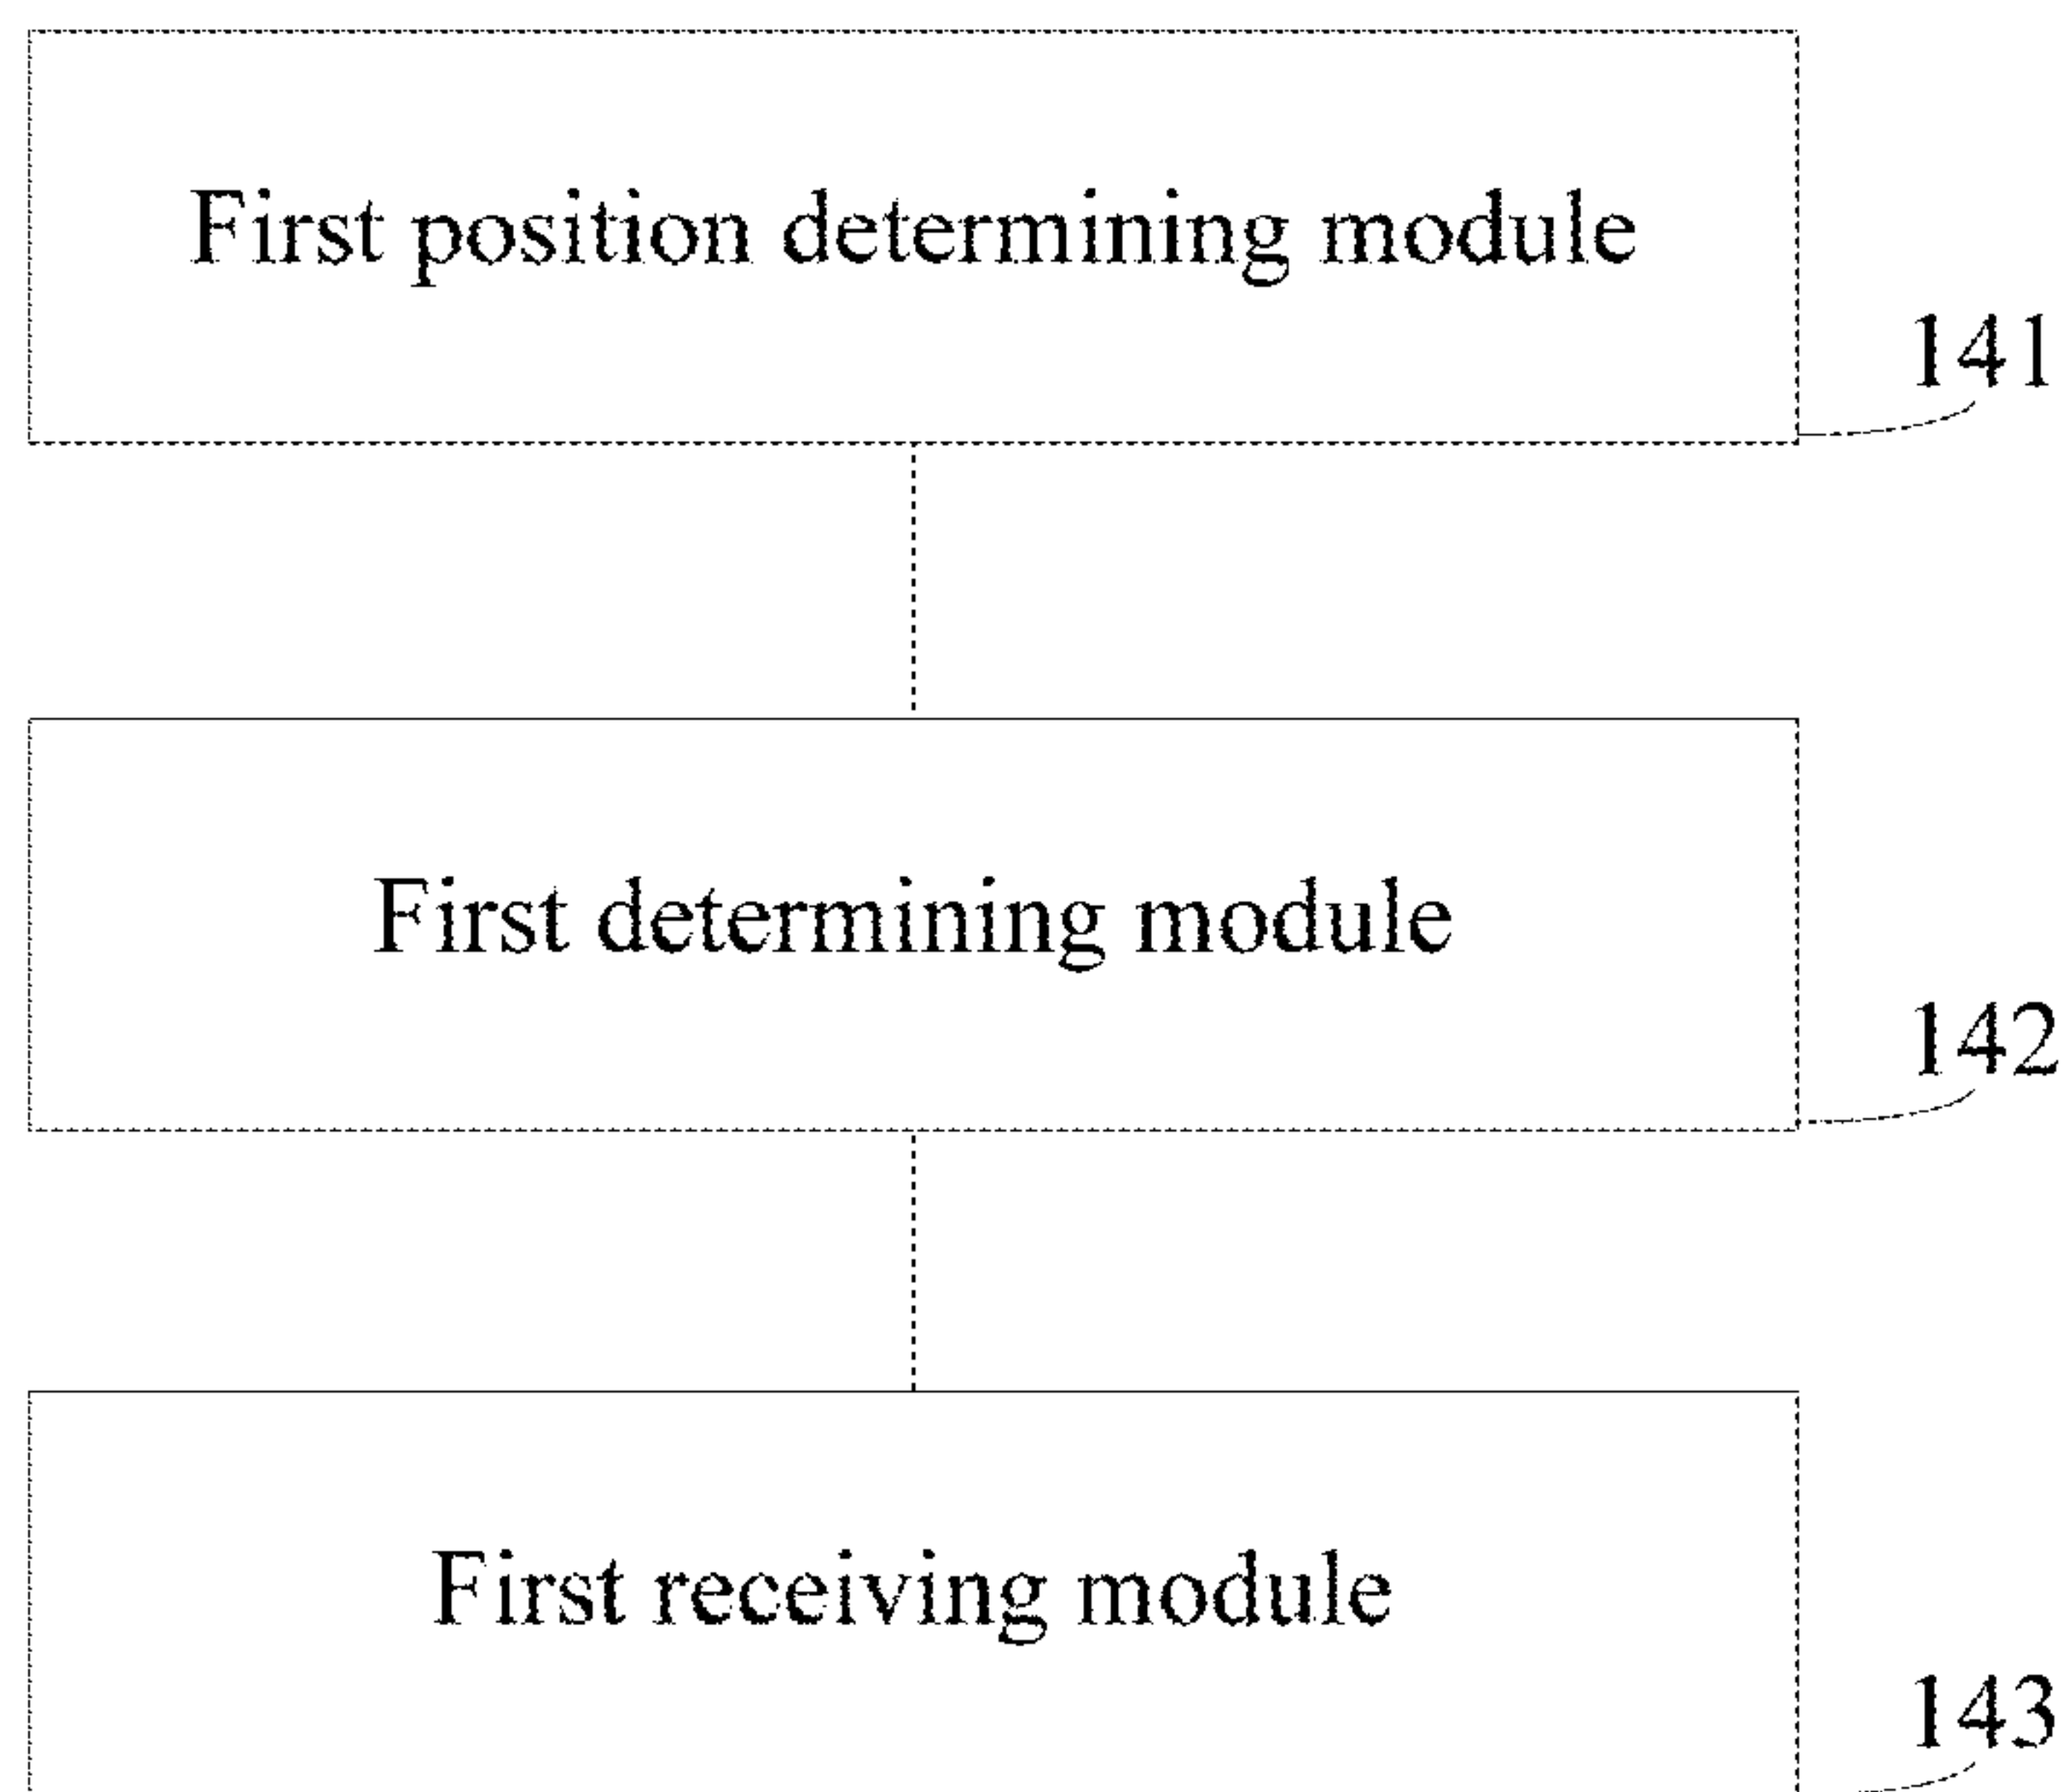 First position determining module
141
First determining module
142
First receiving module
143